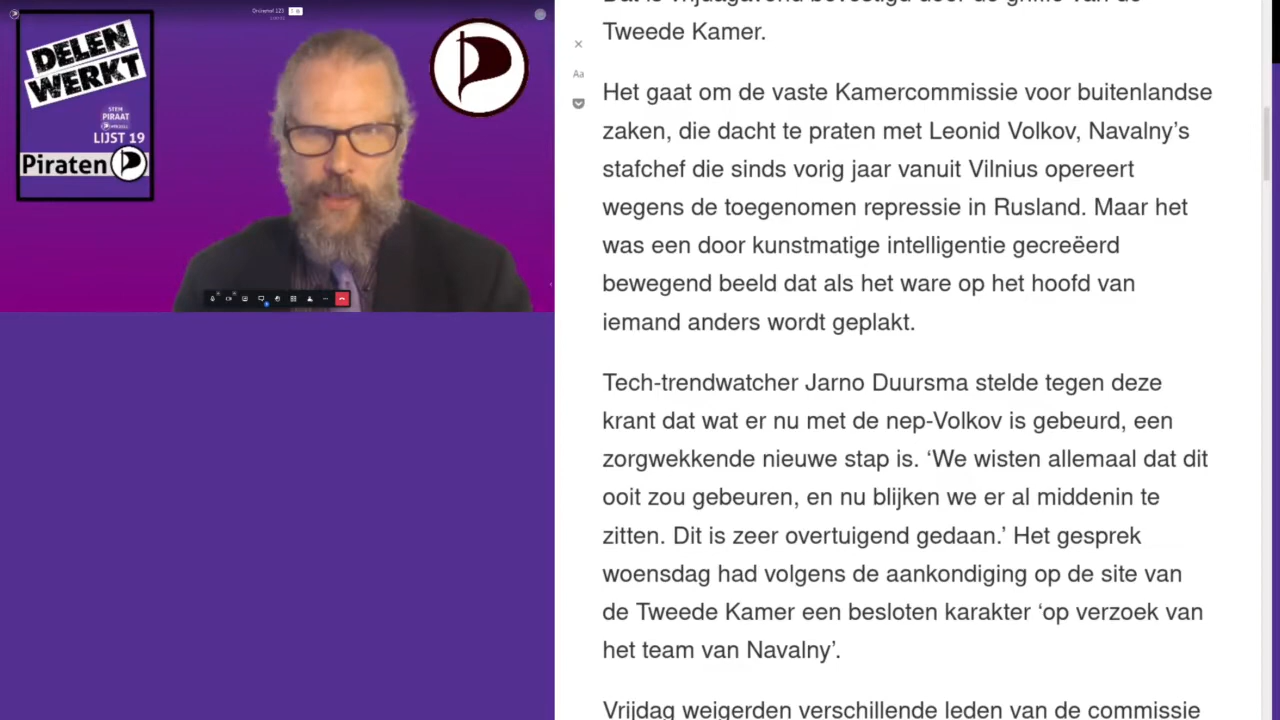 DELEN
WERKT
STEM
PIRAAT
LIJST 19
Piraten
Tweede Kamer.
Aa
Het gaat om de vaste Kamercommissie voor buitenlandse
zaken, die dacht te praten met Leonid Volkov, Navalny’s
stafchef die sinds vorig jaar vanuit Vilnius opereert
wegens de toegenomen repressie in Rusland. Maar het
was een door kunstmatige intelligentie gecreëerd
bewegend beeld dat als het ware op het hoofd van
iemand anders wordt geplakt.
Tech-trendwatcher Jarno Duursma stelde tegen deze
krant dat wat er nu met de nep-Volkov is gebeurd, een
zorgwekkende nieuwe stap is. ‘We wisten allemaal dat dit
ooit zou gebeuren, en nu blijken we er al middenin te
zitten. Dit is zeer overtuigend gedaan.’ Het gesprek
woensdag had volgens de aankondiging op de site van
de Tweede Kamer een besloten karakter ‘op verzoek van
het team van Navalny’.
Vrijdag weigerden verschillende leden van de commissie